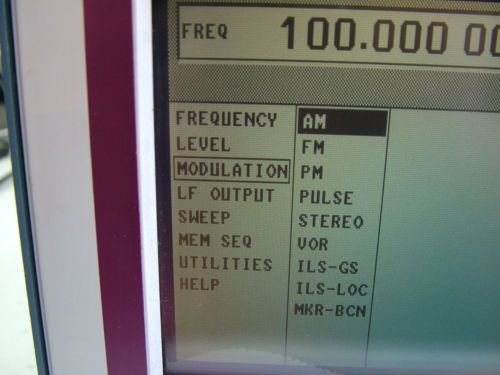 FREQ 100.000 00
FREQUENCY AM
LEVEL FM
MODULATION PM
LF OUTPUT PULSE
SWEEP STEREO
MEM SEQ VOR
UTILITIES ILS-GS
HELP ILS-LOC
MKR-BCN